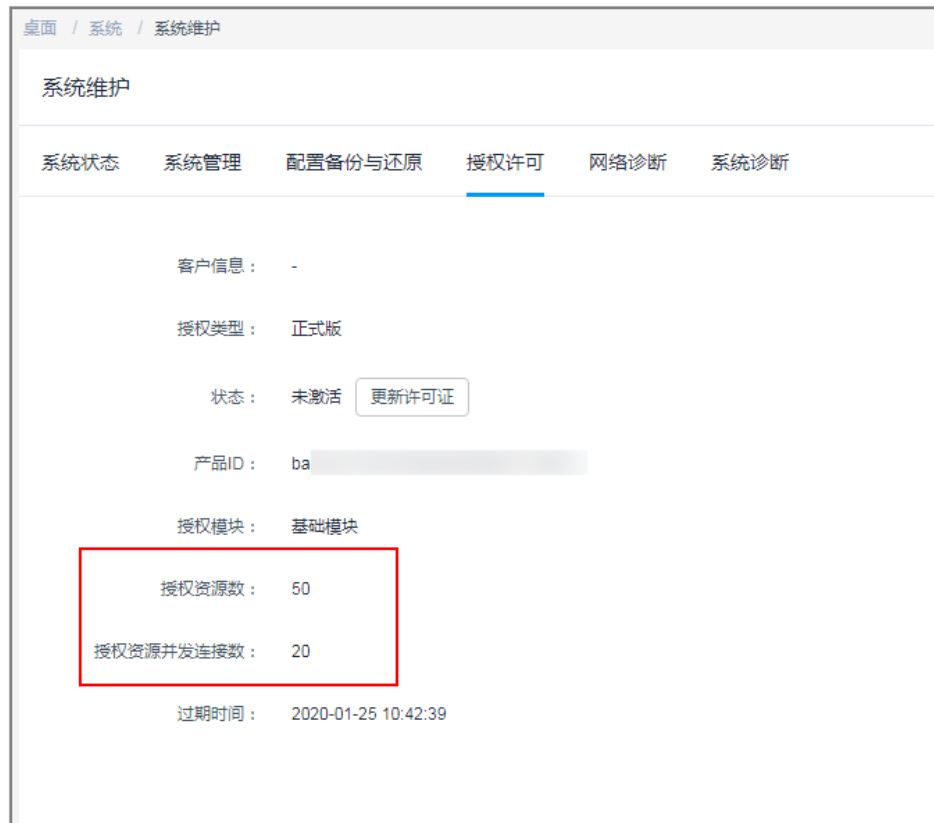 桌面 / 系统 / 系统维护
系统维护
系统状态 系统管理 配置备份与还原 授权许可 网络诊断 系统诊断
客户信息： -
授权类型： 正式版
状态： 未激活 更新许可证
产品ID： ba
授权模块： 基础模块
授权资源数： 50
授权资源并发连接数： 20
过期时间： 2020-01-25 10:42:39